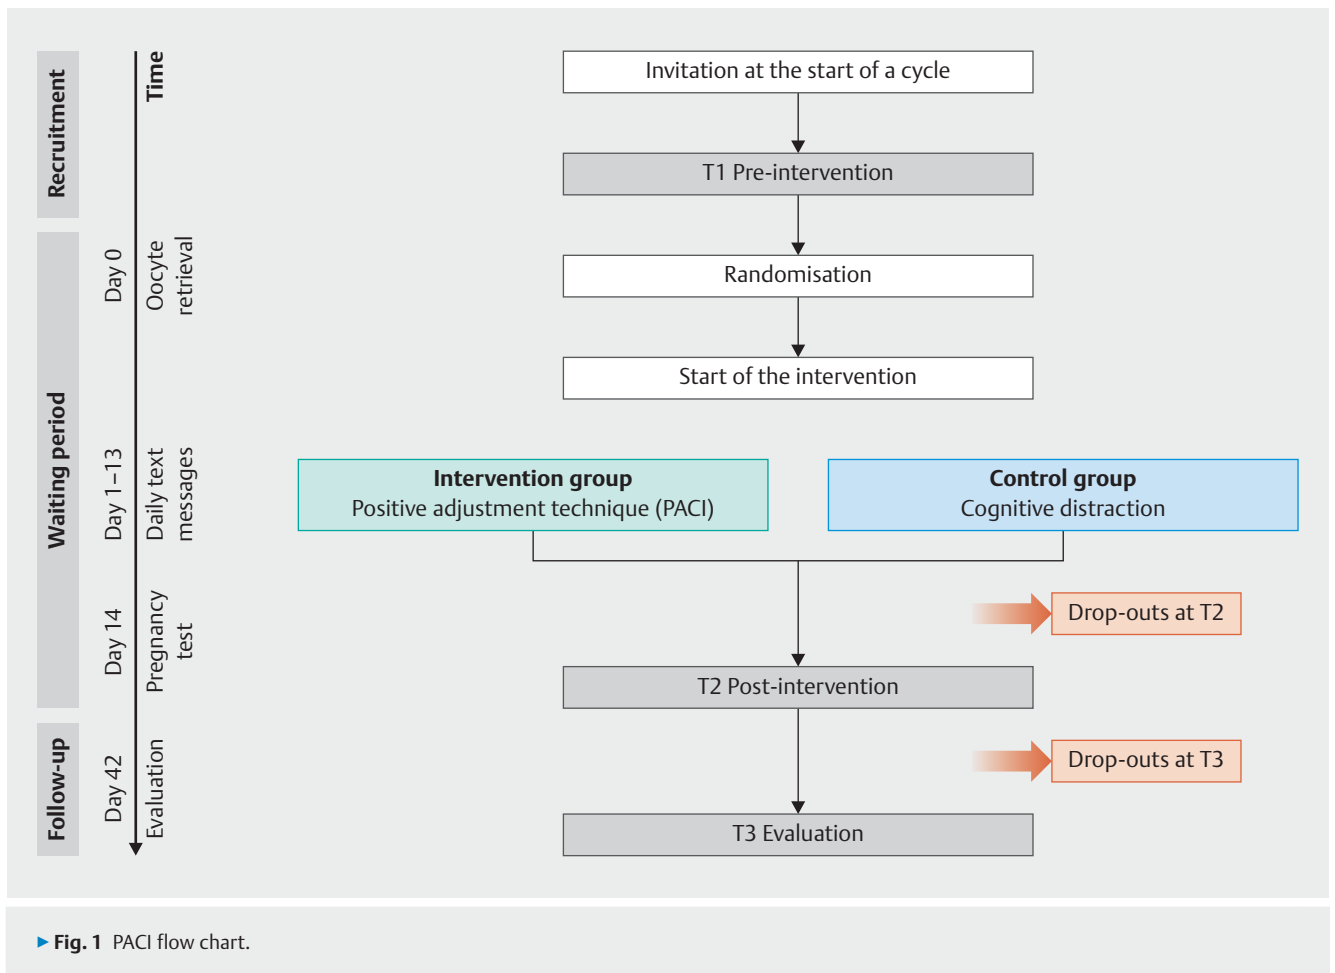 Recruitment
Waiting period
Follow-up
Day 0
Day 1–13
Day 14
Day 42
Time
Oocyte
retrieval
Daily text
messages
Pregnancy
test
Evaluation
Invitation at the start of a cycle
T1 Pre-intervention
Randomisation
Start of the intervention
Intervention group
Positive adjustment technique (PACI)
Control group
Cognitive distraction
Drop-outs at T2
T2 Post-intervention
Drop-outs at T3
T3 Evaluation
▶ Fig. 1 PACI flow chart.